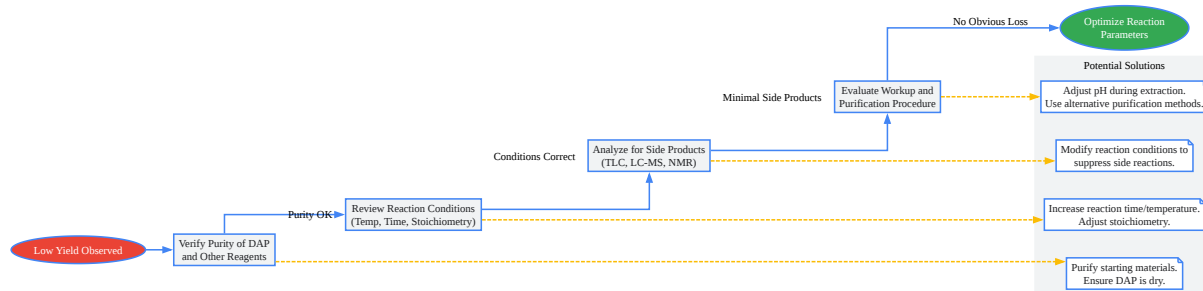 No Obvious Loss
Optimize Reaction
Parameters
Potential Solutions
Minimal Side Products
Evaluate Workup and
Purification Procedure
Adjust pH during extraction.
Use alternative purification methods.
Conditions Correct
Analyze for Side Products
(TLC, LC-MS, NMR)
Modify reaction conditions to
suppress side reactions.
Purity OK
Review Reaction Conditions
(Temp, Time, Stoichiometry)
Increase reaction time/temperature.
Adjust stoichiometry.
Low Yield Observed
Verify Purity of DAP
and Other Reagents
Purify starting materials.
Ensure DAP is dry.